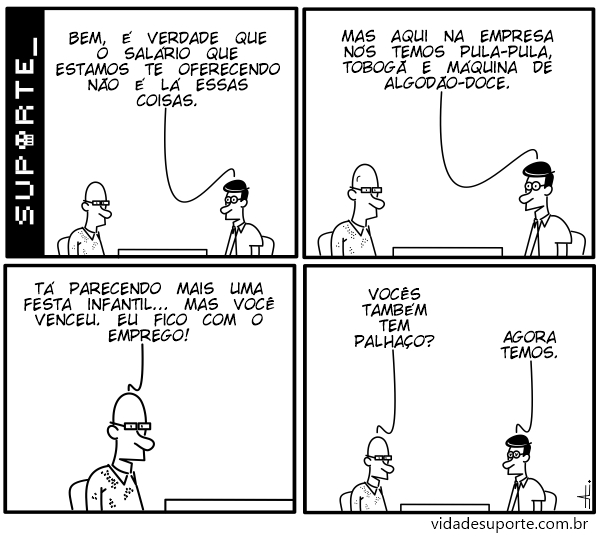 SUPORTE_
BEM, É VERDADE QUE
O SALÁRIO QUE
ESTAMOS TE OFERECENDO
NÃO É LÁ ESSAS
COISAS.
MAS AQUI NA EMPRESA
NÓS TEMOS PULA-PULA,
TOBOGÃ E MÁQUINA DE
ALGODÃO-DOCE.
TÁ PARECENDO MAIS UMA
FESTA INFANTIL... MAS VOCÊ
VENCEU. EU FICO COM O
EMPREGO!
VOCÊS
TAMBÉM
TEM
PALHAÇO?
AGORA
TEMOS.
vidadesuporte.com.br